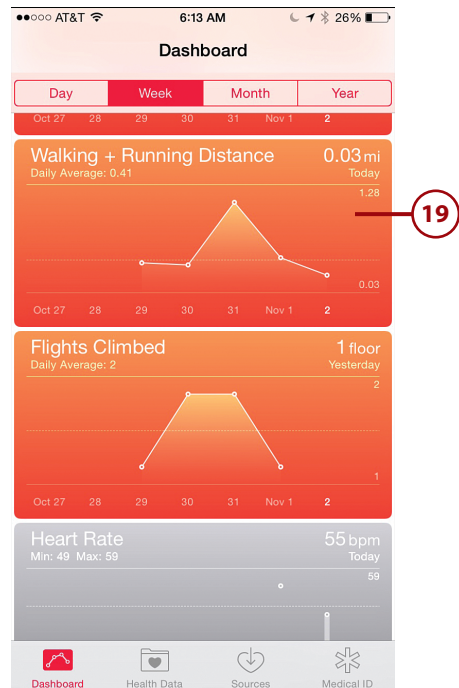 AT&T 6:13 AM 26%
Dashboard
Day Week Month Year
Oct 27 28 29 30 31 Nov 1 2
Walking + Running Distance 0.03 mi
Daily Average: 0.41 Today
1.28
19
0.03
Oct 27 28 29 30 31 Nov 1 2
Flights Climbed 1 floor
Daily Average: 2 Yesterday
2
1
Oct 27 28 29 30 31 Nov 1 2
Heart Rate 55 bpm
Min: 49 Max: 59 Today
59
Dashboard Health Data Sources Medical ID